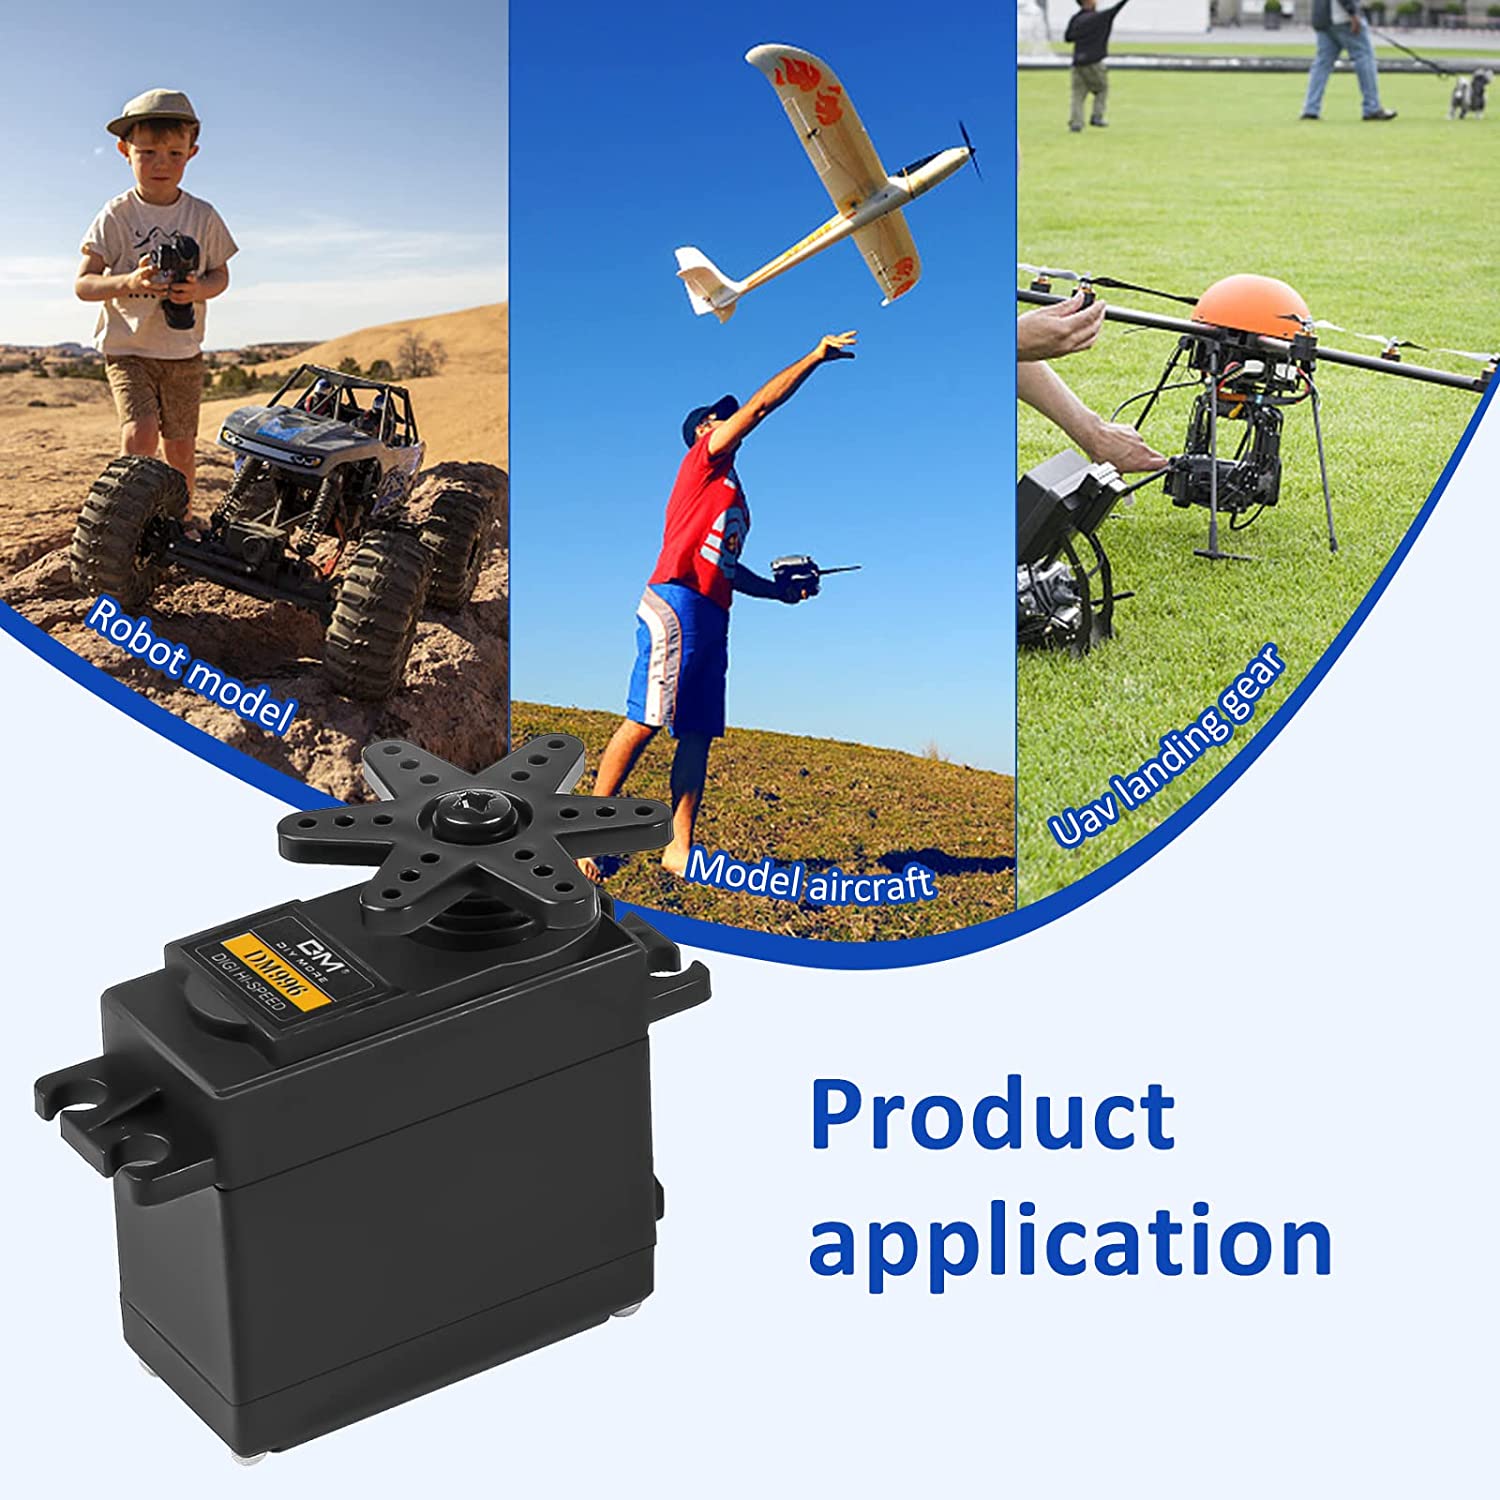 Robot model
Model aircraft
Uav landing gear
DM®
DIY MORE
DM996
DIGI HI-SPEED
Product
application